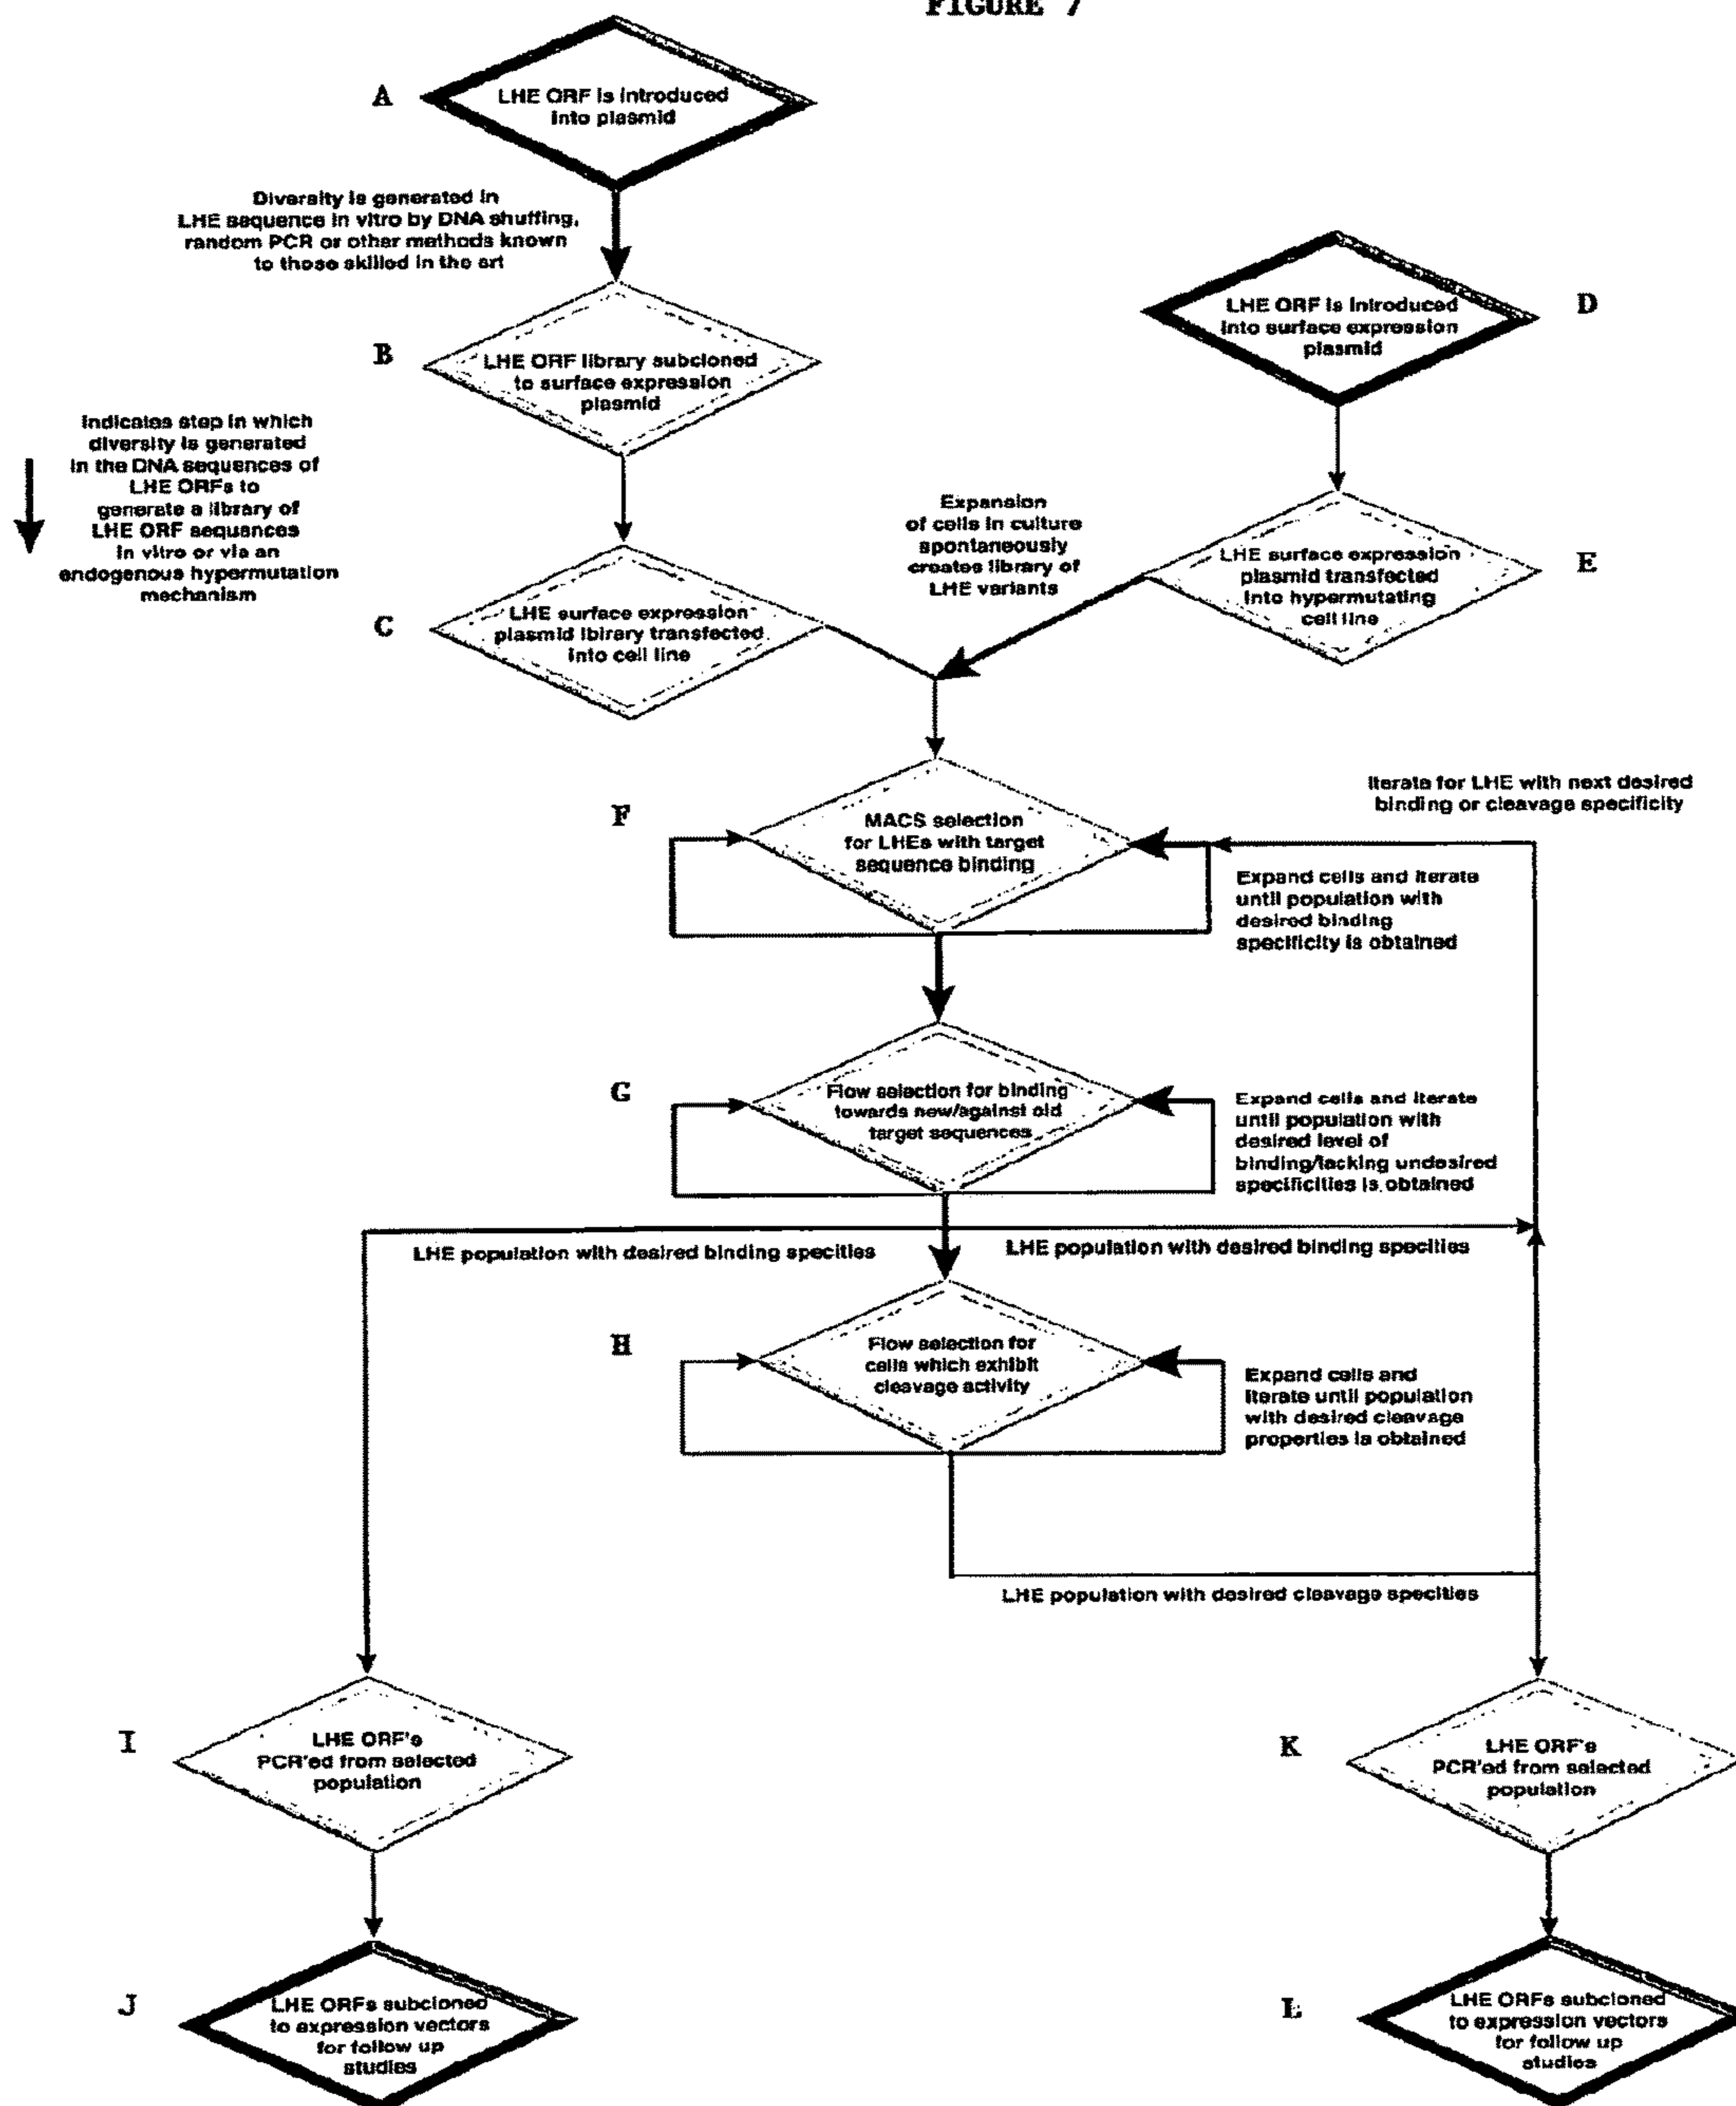 FIGURE 7
A
LHE ORF is introduced
into plasmid
Diversity is generated in
LHE sequence in vitro by DNA shuffing,
random PCR or other methods known
to those skilled in the art
B
LHE ORF library subcloned
to surface expression
plasmid
D
LHE ORF is introduced
into surface expression
plasmid
Indicates step in which
diversity is generated
in the DNA sequences of
LHE ORFs to
generate a library of
LHE ORF sequences
in vitro or via an
endogenous hypermutation
mechanism
C
LHE surface expression
plasmid ibirary transfected
into cell line
Expansion
of cells in culture
spontaneously
creates library of
LHE variants
E
LHE surface expression
plasmid transfected
into hypermutating
cell line
F
MACS selection
for LHEs with target
sequence binding
Iterate for LHE with next desired
binding or cleavage specificity
Expand cells and iterate
until population with
desired binding
specificity is obtained
G
Flow selection for binding
towards new/against old
target sequences
Expand cells and iterate
until population with
desired level of
binding/lacking undesired
specificities is obtained
LHE population with desired binding specities
LHE population with desired binding specities
H
Flow selection for
cells which exhibit
cleavage activity
Expand cells and
iterate until population
with desired cleavage
properties is obtained
LHE population with desired cleavage specities
I
LHE ORF's
PCR'ed from selected
population
K
LHE ORF's
PCR'ed from selected
population
J
LHE ORFs subcloned
to expression vectors
for follow up
studies
L
LHE ORFs subcloned
to expression vectors
for follow up
studies